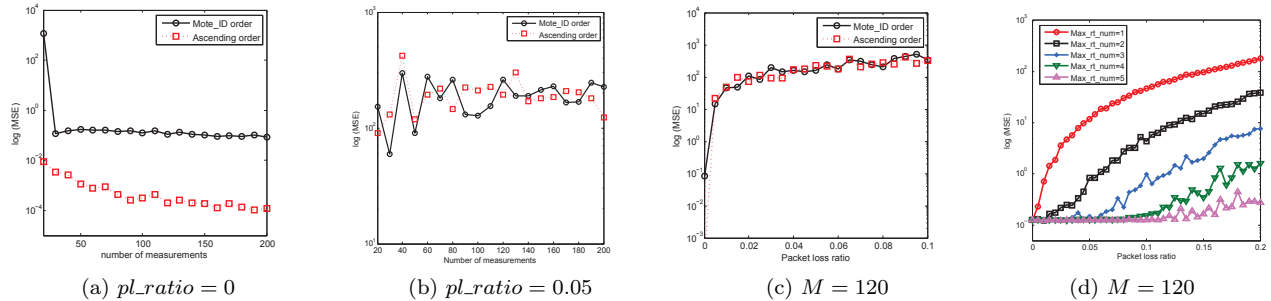 10^4
10^2
10^0
10^-2
10^-4
log (MSE)
50
100
150
200
number of measurements
Mote_ID order
Ascending order
(a) pl_ratio = 0
10^3
10^2
10^1
log (MSE)
20
40
60
80
100
120
140
160
180
200
Number of measurements
Mote_ID order
Ascending order
(b) pl_ratio = 0.05
10^4
10^3
10^2
10^1
10^0
10^-1
10^-2
10^-3
log (MSE)
0
0.02
0.04
0.06
0.08
0.1
Packet loss ratio
Mote_ID order
Ascending order
(c) M = 120
10^3
10^2
10^1
10^0
10^-1
log (MSE)
0
0.05
0.1
0.15
0.2
Packet loss ratio
Max_rt_num=1
Max_rt_num=2
Max_rt_num=3
Max_rt_num=4
Max_rt_num=5
(d) M = 120